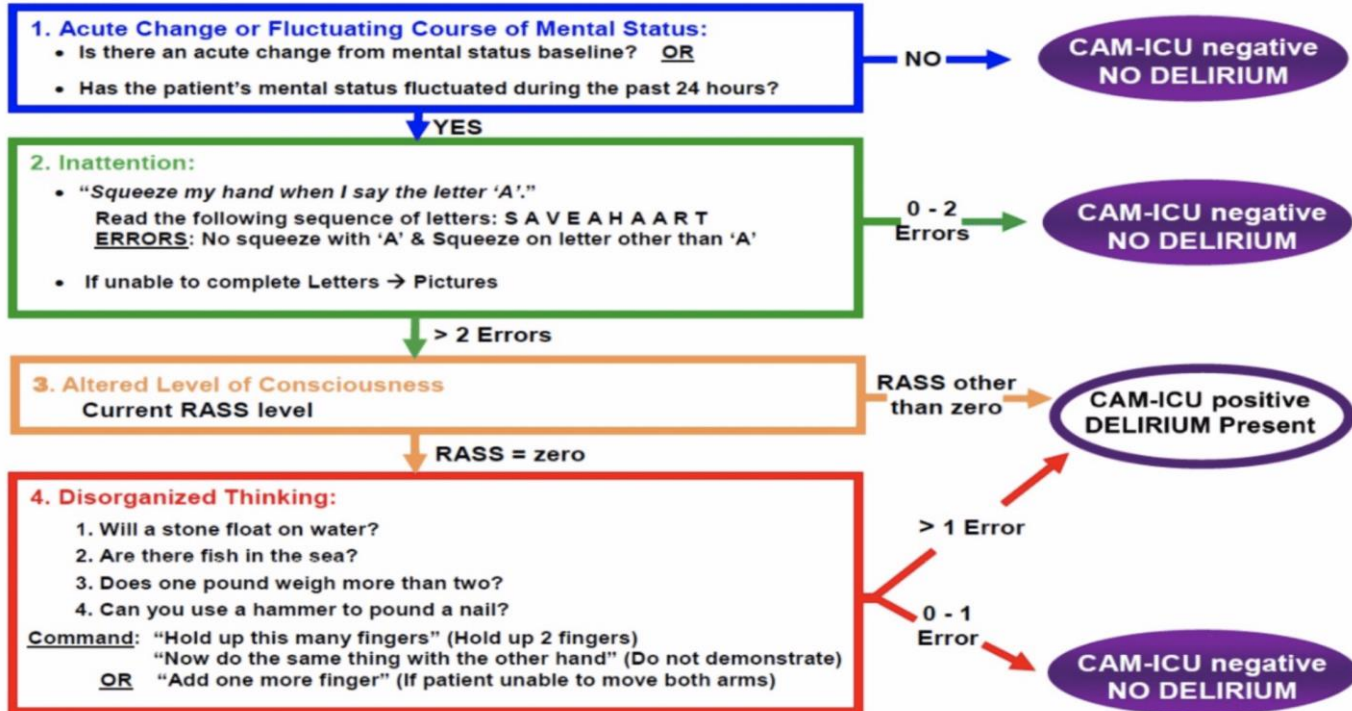 1. Acute Change or Fluctuating Course of Mental Status:
• Is there an acute change from mental status baseline? OR
• Has the patient's mental status fluctuated during the past 24 hours?
NO
CAM-ICU negative
NO DELIRIUM
YES
2. Inattention:
• “Squeeze my hand when I say the letter ‘A’.”
Read the following sequence of letters: S A V E A H A A R T
ERRORS: No squeeze with ‘A’ & Squeeze on letter other than ‘A’
• If unable to complete Letters → Pictures
0 - 2
Errors
CAM-ICU negative
NO DELIRIUM
> 2 Errors
3. Altered Level of Consciousness
Current RASS level
RASS other
than zero
CAM-ICU positive
DELIRIUM Present
RASS = zero
4. Disorganized Thinking:
1. Will a stone float on water?
2. Are there fish in the sea?
3. Does one pound weigh more than two?
4. Can you use a hammer to pound a nail?
Command: “Hold up this many fingers” (Hold up 2 fingers)
“Now do the same thing with the other hand” (Do not demonstrate)
OR “Add one more finger” (If patient unable to move both arms)
> 1 Error
0 - 1
Error
CAM-ICU negative
NO DELIRIUM